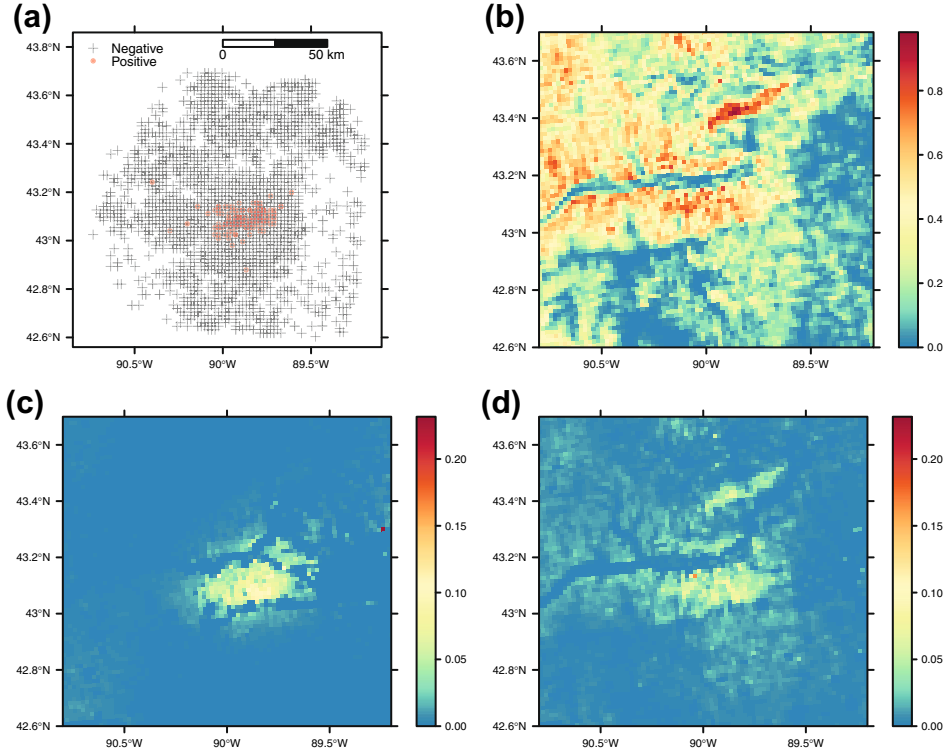 (a)
43.8°N
43.6°N
43.4°N
43.2°N
43°N
42.8°N
42.6°N
Negative
Positive
0 50 km
90.5°W 90°W 89.5°W
(b)
43.6°N
43.4°N
43.2°N
43°N
42.8°N
42.6°N
90.5°W 90°W 89.5°W
0.8
0.6
0.4
0.2
0.0
(c)
43.6°N
43.4°N
43.2°N
43°N
42.8°N
42.6°N
90.5°W 90°W 89.5°W
0.20
0.15
0.10
0.05
0.00
(d)
43.6°N
43.4°N
43.2°N
43°N
42.8°N
42.6°N
90.5°W 90°W 89.5°W
0.20
0.15
0.10
0.05
0.00